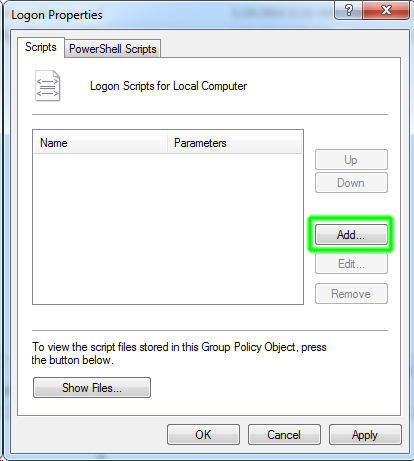 Logon Properties
Scripts PowerShell Scripts
Logon Scripts for Local Computer
Name Parameters
Up
Down
Add...
Edit...
Remove
To view the script files stored in this Group Policy Object, press
the button below.
Show Files...
OK Cancel Apply